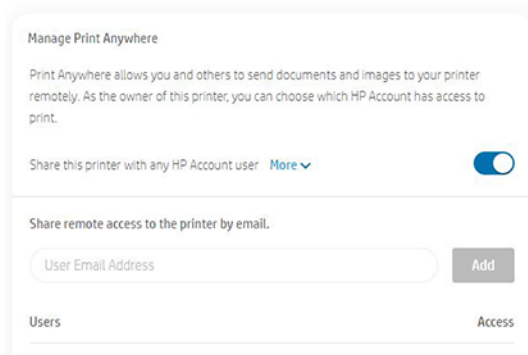 Manage Print Anywhere
Print Anywhere allows you and others to send documents and images to your printer
remotely. As the owner of this printer, you can choose which HP Account has access to
print.
Share this printer with any HP Account user More
Share remote access to the printer by email.
User Email Address
Add
Users
Access